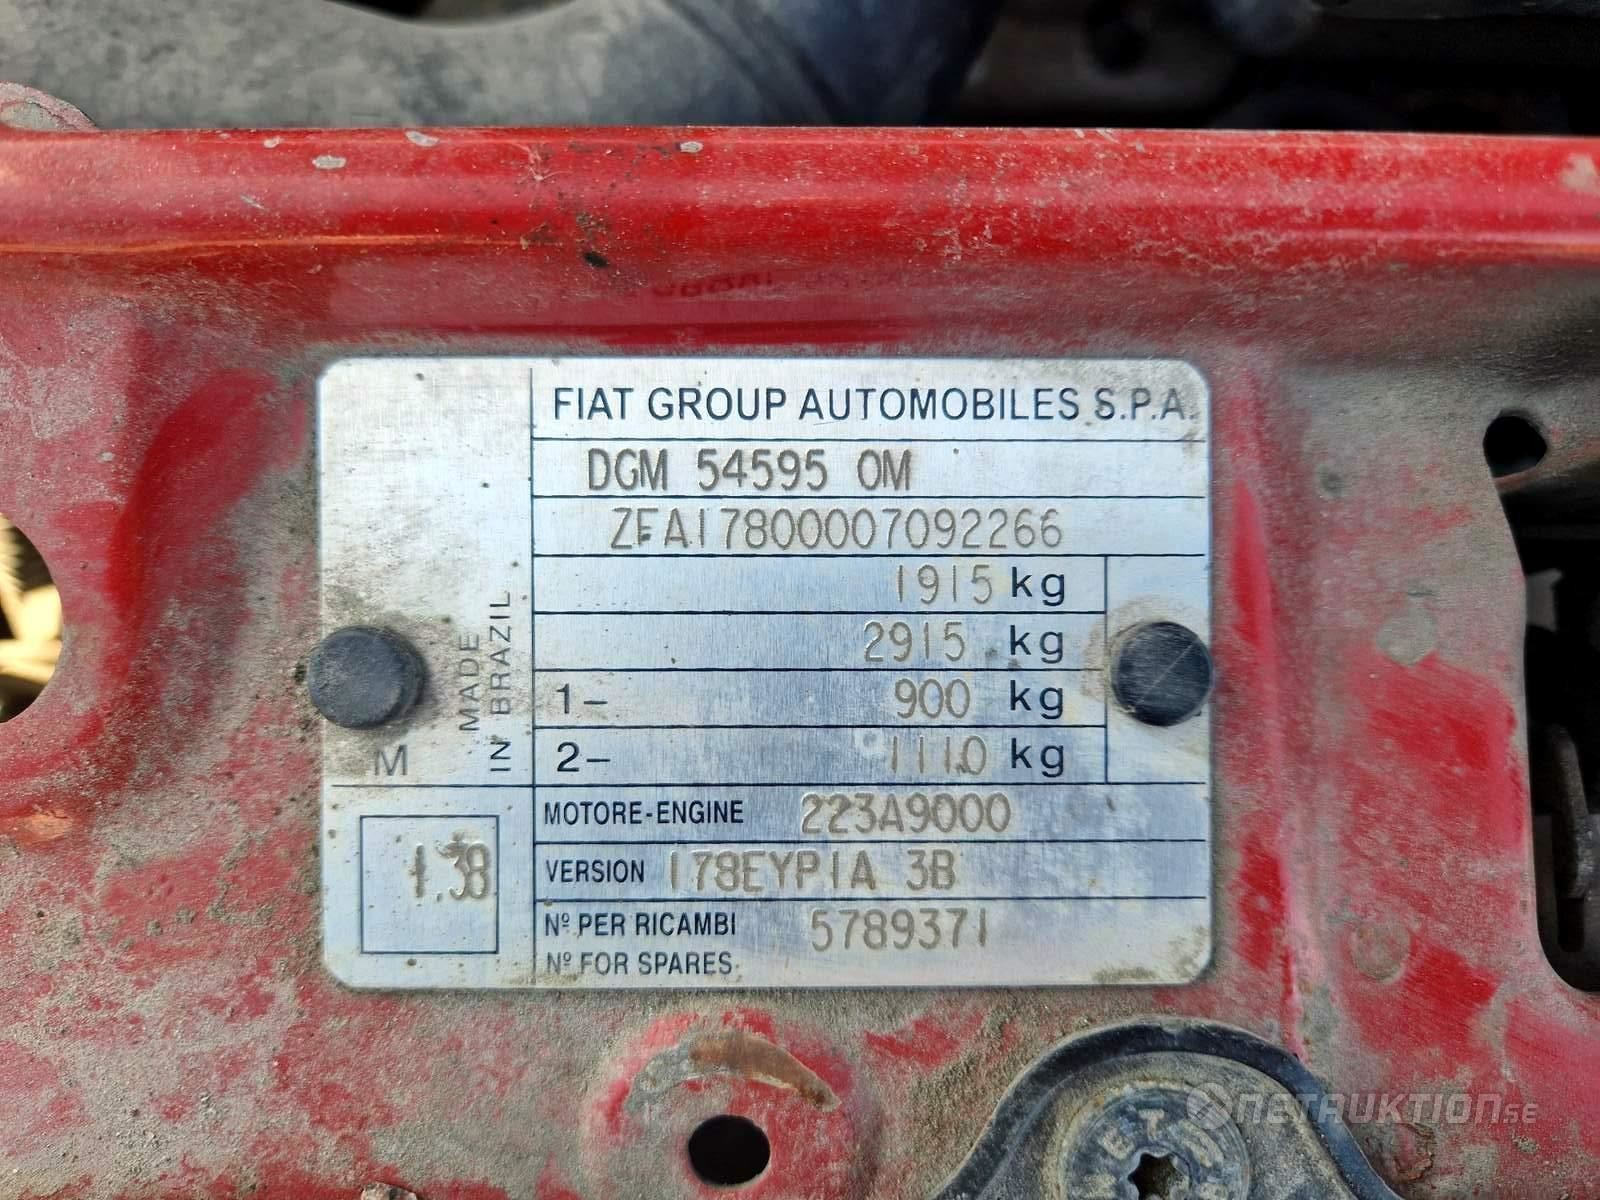 FIAT GROUP AUTOMOBILES S.P.A.
DGM 54595 OM
ZFA17800007092266
1915 kg
2915 kg
1- 900 kg
2- 1110 kg
MADE
IN BRAZIL
M
1.38
MOTORE-ENGINE 223A9000
VERSION 178EYP1A 3B
Nº PER RICAMBI 5789371
Nº FOR SPARES
NETAUKTION.SE